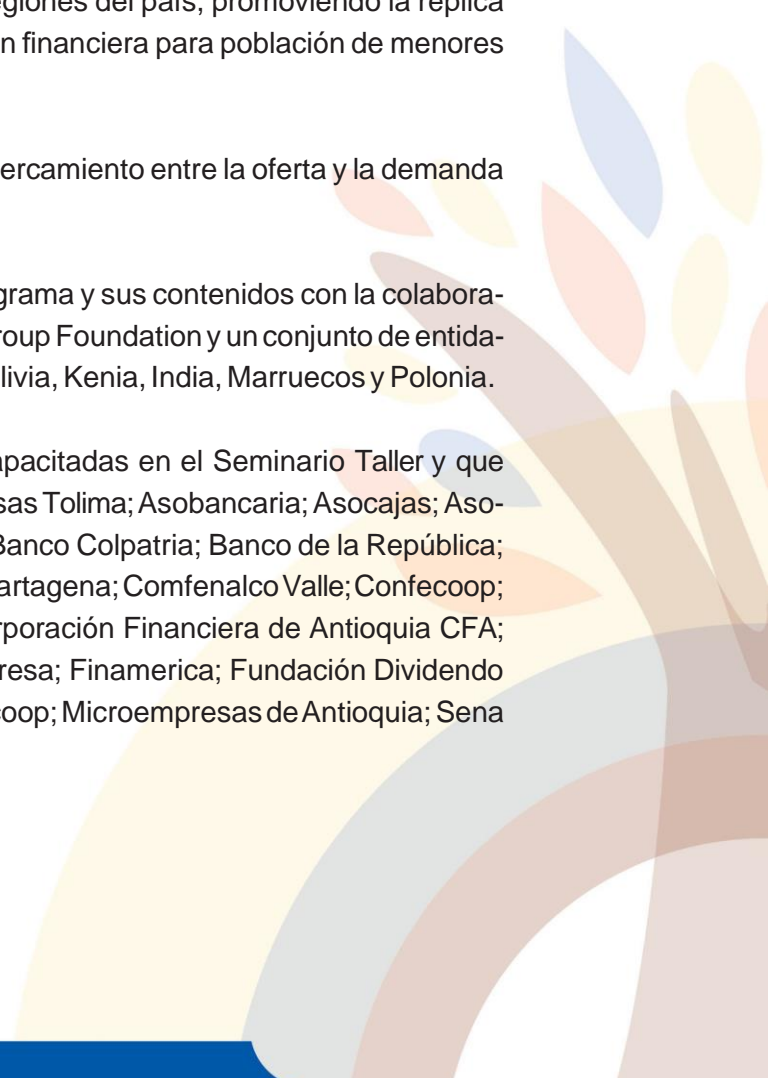 egiones del país, promoviendo la réplica
n financiera para población de menores
ercamiento entre la oferta y la demanda
grama y sus contenidos con la colabora-
roup Foundation y un conjunto de entida-
livia, Kenia, India, Marruecos y Polonia.
apacitadas en el Seminario Taller y que
sas Tolima; Asobancaria; Asocajas; Aso-
Banco Colpatria; Banco de la República;
artagena; Comfenalco Valle; Confecoop;
rporación Financiera de Antioquia CFA;
resa; Finamerica; Fundación Dividendo
coop; Microempresas de Antioquia; Sena